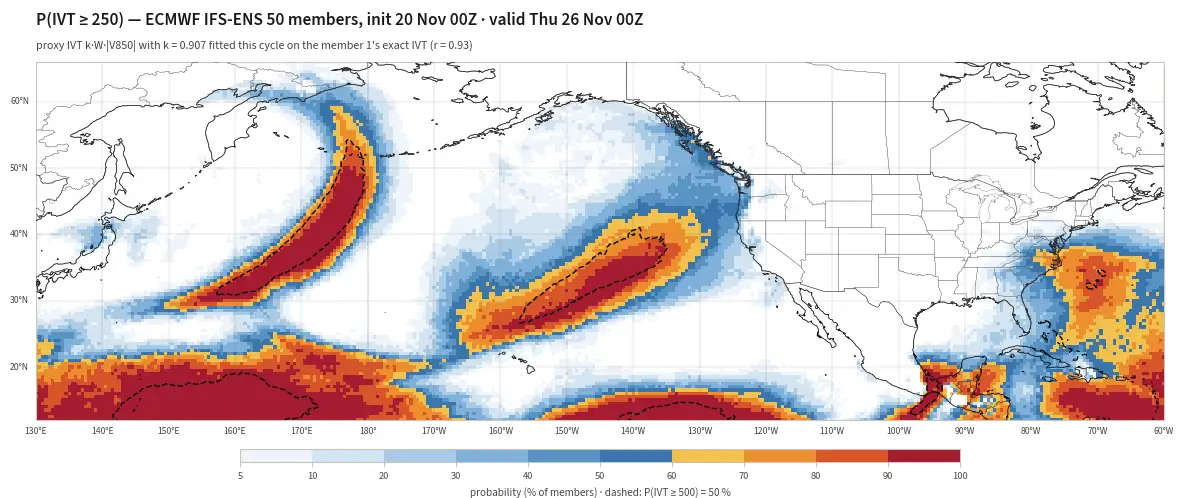 P(IVT ≥ 250) — ECMWF IFS-ENS 50 members, init 20 Nov 00Z · valid Thu 26 Nov 00Z
proxy IVT k·W·|V850| with k = 0.907 fitted this cycle on the member 1's exact IVT (r = 0.93)
60°N
50°N
40°N
30°N
20°N
130°E 140°E 150°E 160°E 170°E 180° 170°W 160°W 150°W 140°W 130°W 120°W 110°W 100°W 90°W 80°W 70°W 60°W
5 10 20 30 40 50 60 70 80 90 100
probability (% of members) · dashed: P(IVT ≥ 500) = 50 %